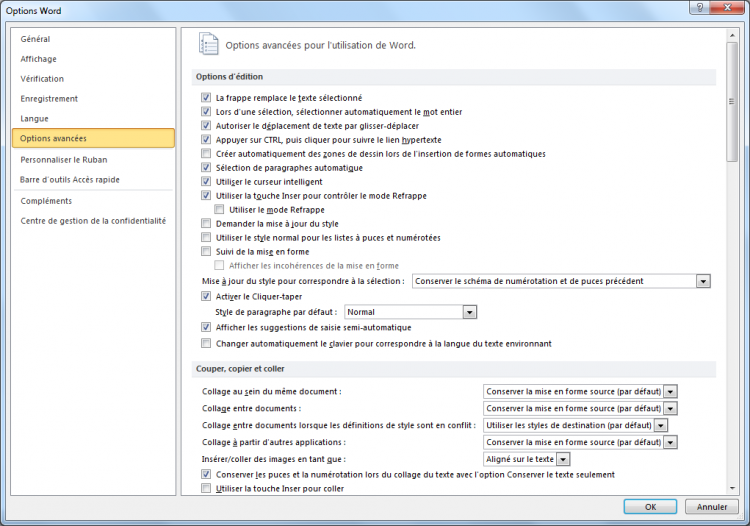 Options Word
Général
Affichage
Vérification
Enregistrement
Langue
Options avancées
Personnaliser le Ruban
Barre d'outils Accès rapide
Compléments
Centre de gestion de la confidentialité
Options avancées pour l'utilisation de Word.
Options d'édition
La frappe remplace le texte sélectionné
Lors d'une sélection, sélectionner automatiquement le mot entier
Autoriser le déplacement de texte par glisser-déplacer
Appuyer sur CTRL, puis cliquer pour suivre le lien hypertexte
Créer automatiquement des zones de dessin lors de l'insertion de formes automatiques
Sélection de paragraphes automatique
Utiliser le curseur intelligent
Utiliser la touche Inser pour contrôler le mode Refrappe
Utiliser le mode Refrappe
Demander la mise à jour du style
Utiliser le style normal pour les listes à puces et numérotées
Suivi de la mise en forme
Afficher les incohérences de la mise en forme
Mise à jour du style pour correspondre à la sélection : Conserver le schéma de numérotation et de puces précédent
Activer le Cliquer-taper
Style de paragraphe par défaut : Normal
Afficher les suggestions de saisie semi-automatique
Changer automatiquement le clavier pour correspondre à la langue du texte environnant
Couper, copier et coller
Collage au sein du même document : Conserver la mise en forme source (par défaut)
Collage entre documents : Conserver la mise en forme source (par défaut)
Collage entre documents lorsque les définitions de style sont en conflit : Utiliser les styles de destination (par défaut)
Collage à partir d'autres applications : Conserver la mise en forme source (par défaut)
Insérer/coller des images en tant que : Aligné sur le texte
Conserver les puces et la numérotation lors du collage du texte avec l'option Conserver le texte seulement
Utiliser la touche Inser pour coller
OK Annuler